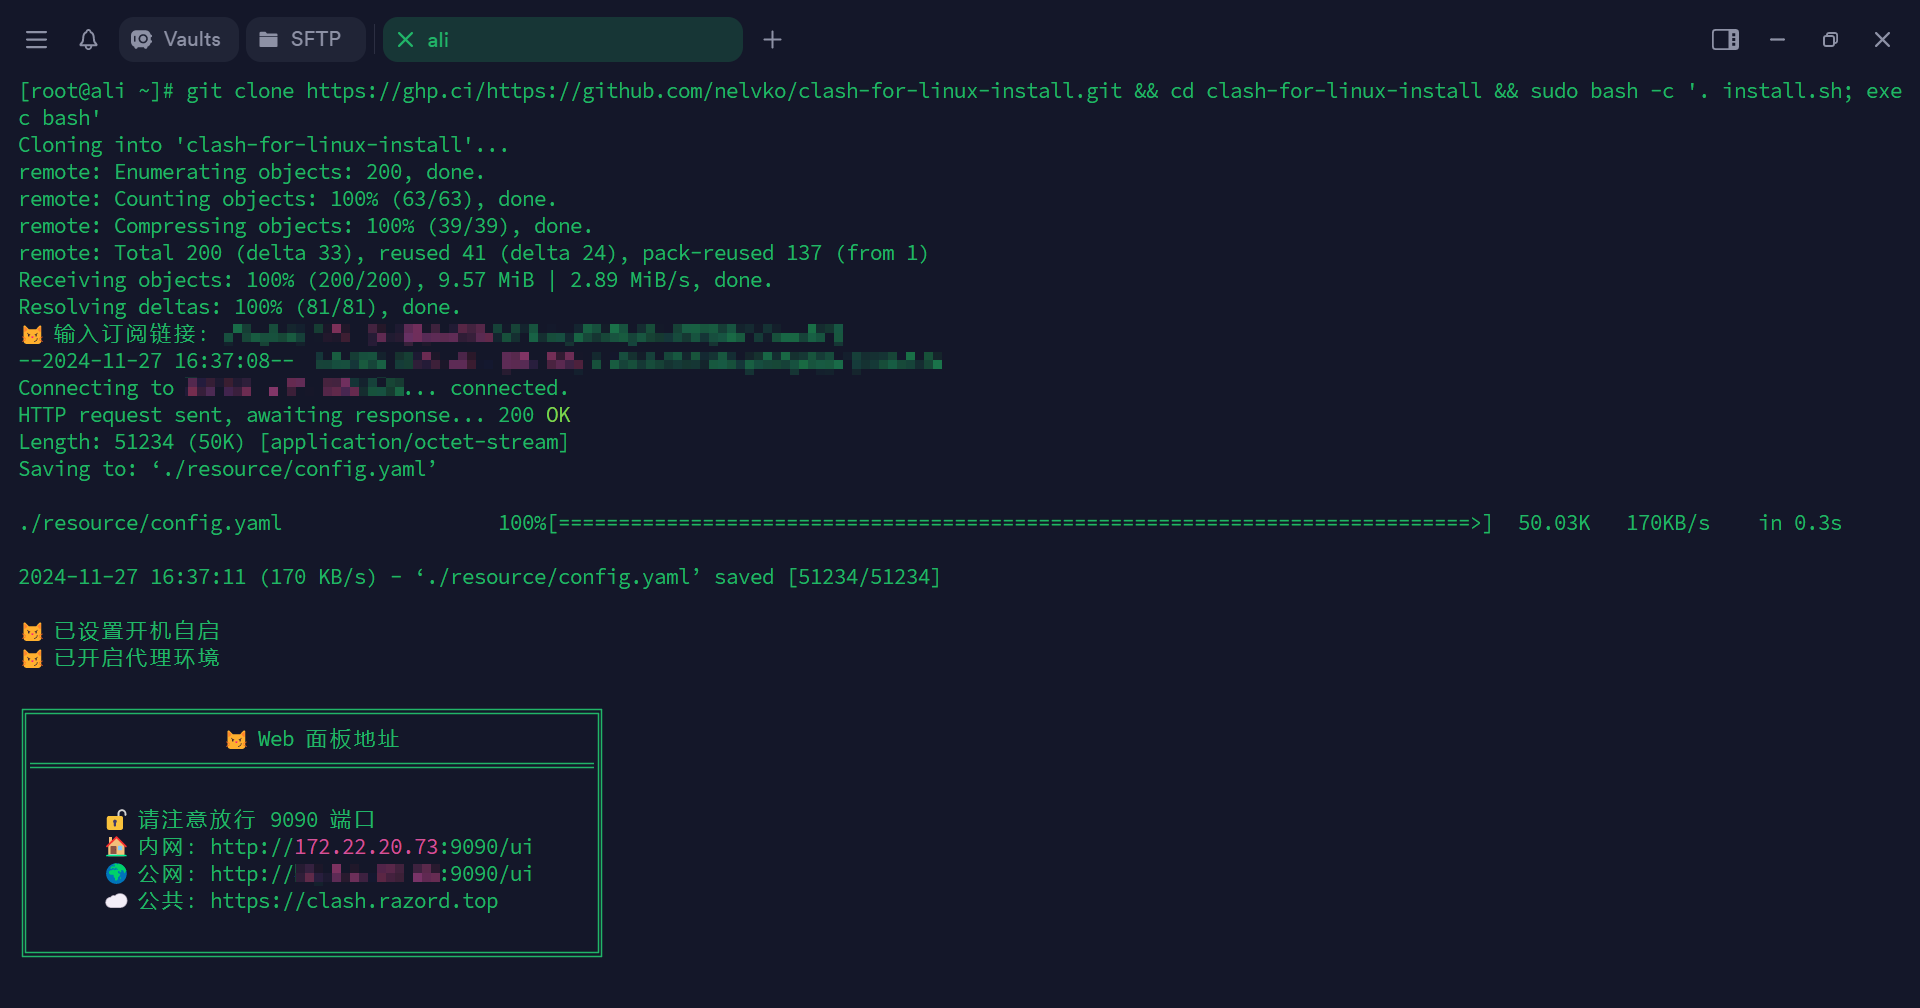 Vaults SFTP ali
[root@ali ~]# git clone https://ghp.ci/https://github.com/nelvko/clash-for-linux-install.git && cd clash-for-linux-install && sudo bash -c '. install.sh; exe
c bash'
Cloning into 'clash-for-linux-install'...
remote: Enumerating objects: 200, done.
remote: Counting objects: 100% (63/63), done.
remote: Compressing objects: 100% (39/39), done.
remote: Total 200 (delta 33), reused 41 (delta 24), pack-reused 137 (from 1)
Receiving objects: 100% (200/200), 9.57 MiB | 2.89 MiB/s, done.
Resolving deltas: 100% (81/81), done.
😼 输入订阅链接:
--2024-11-27 16:37:08--
Connecting to ... connected.
HTTP request sent, awaiting response... 200 OK
Length: 51234 (50K) [application/octet-stream]
Saving to: ‘./resource/config.yaml’
./resource/config.yaml 100%[============================================================================>] 50.03K 170KB/s in 0.3s
2024-11-27 16:37:11 (170 KB/s) - ‘./resource/config.yaml’ saved [51234/51234]
😼 已设置开机自启
😼 已开启代理环境
😼 Web 面板地址
🔓 请注意放行 9090 端口
🏠 内网: http://172.22.20.73:9090/ui
🌍 公网: http://:9090/ui
☁️ 公共: https://clash.razord.top